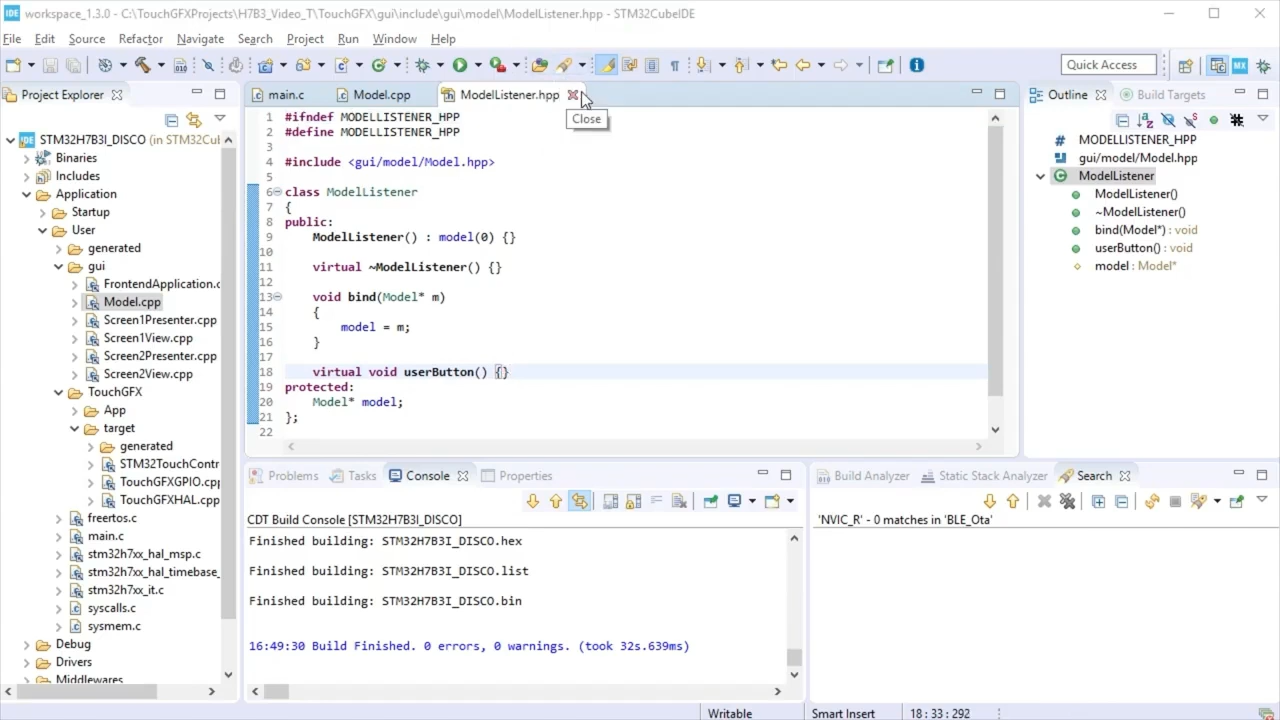 IDE workspace_1.3.0 - C:\TouchGFXProjects\H7B3_Video_T\TouchGFX\gui\include\gui\model\ModelListener.hpp - STM32CubeIDE
File Edit Source Refactor Navigate Search Project Run Window Help
Quick Access
MX
Project Explorer
main.c Model.cpp ModelListener.hpp
Close
Outline Build Targets
STM32H7B3I_DISCO (in STM32Cul
Binaries
Includes
Application
Startup
User
generated
gui
FrontendApplication.c
Model.cpp
Screen1Presenter.cpp
Screen1View.cpp
Screen2Presenter.cpp
Screen2View.cpp
TouchGFX
App
target
generated
STM32TouchContr
TouchGFXGPIO.cpp
TouchGFXHAL.cpp
freertos.c
main.c
stm32h7xx_hal_msp.c
stm32h7xx_hal_timebase_
stm32h7xx_it.c
syscalls.c
sysmem.c
Debug
Drivers
Middlewares
1 #ifndef MODELLISTENER_HPP
2 #define MODELLISTENER_HPP
3
4 #include <gui/model/Model.hpp>
5
6 class ModelListener
7 {
8 public:
9 ModelListener() : model(0) {}
10
11 virtual ~ModelListener() {}
12
13 void bind(Model* m)
14 {
15 model = m;
16 }
17
18 virtual void userButton() {}
19 protected:
20 Model* model;
21 };
22
MODELLISTENER_HPP
gui/model/Model.hpp
ModelListener
ModelListener()
~ModelListener()
bind(Model*) : void
userButton() : void
model : Model*
Problems Tasks Console Properties
CDT Build Console [STM32H7B3I_DISCO]
Finished building: STM32H7B3I_DISCO.hex
Finished building: STM32H7B3I_DISCO.list
Finished building: STM32H7B3I_DISCO.bin
16:49:30 Build Finished. 0 errors, 0 warnings. (took 32s.639ms)
Build Analyzer Static Stack Analyzer Search
'NVIC_R' - 0 matches in 'BLE_Ota'
Writable Smart Insert 18 : 33 : 292